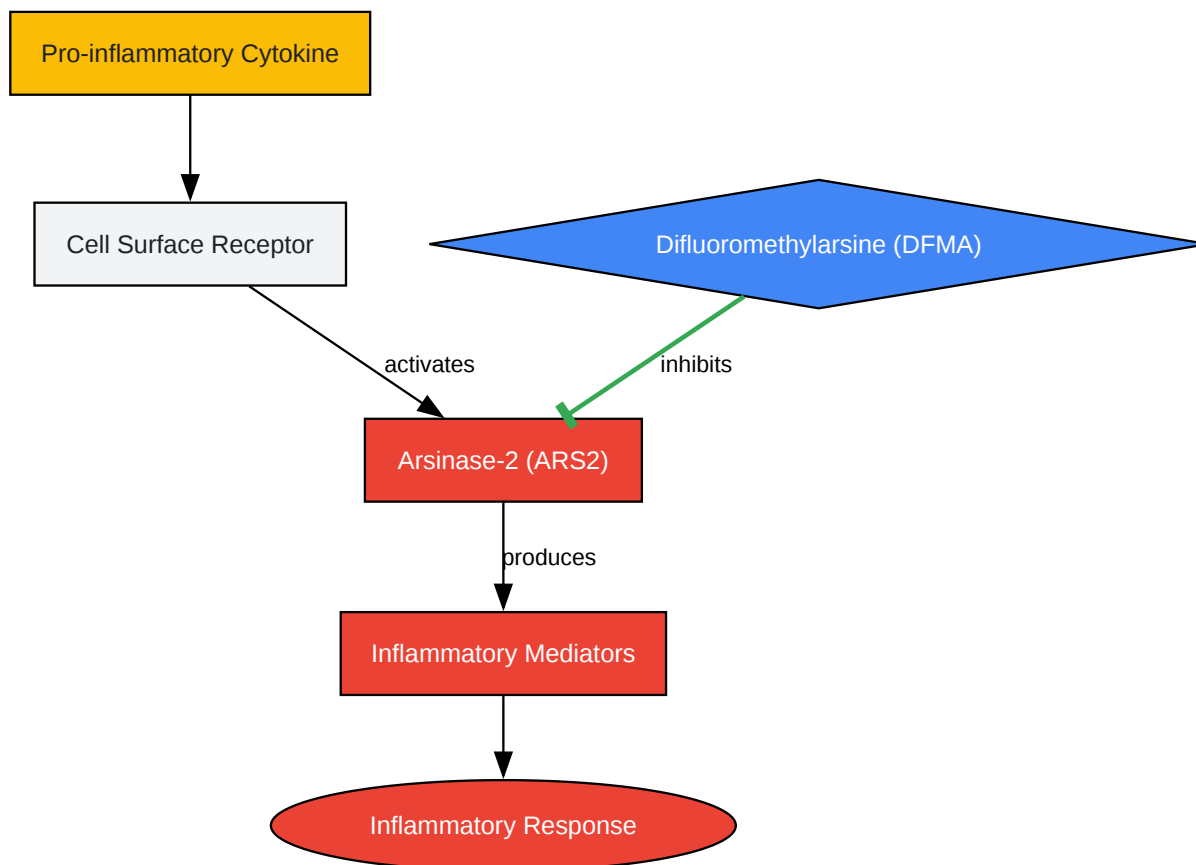 Pro-inflammatory Cytokine
Cell Surface Receptor
Difluoromethylarsine (DFMA)
activates
inhibits
Arsinase-2 (ARS2)
produces
Inflammatory Mediators
Inflammatory Response